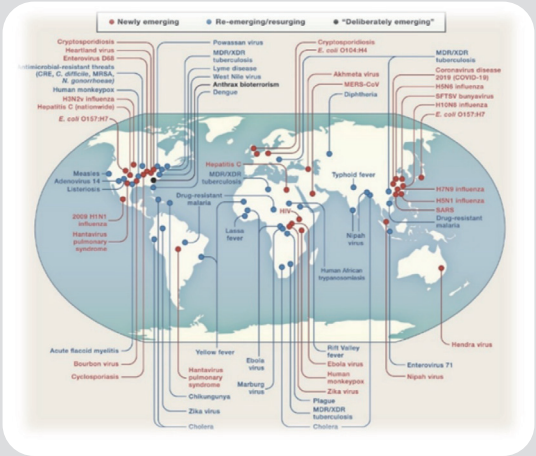 Newly emerging
Re-emerging/resurging
"Deliberately emerging"
Cryptosporidiosis
Heartland virus
Enterovirus D68
Antimicrobial-resistant threats
(CRE, C. difficile, MRSA,
N. gonorrhoeae)
Human monkeypox
H3N2v influenza
Hepatitis C (nationwide)
E. coli O157:H7
Measles
Adenovirus 14
Listeriosis
2009 H1N1
influenza
Hantavirus
pulmonary
syndrome
Acute flaccid myelitis
Bourbon virus
Cyclosporiasis
Powassan virus
MDR/XDR
tuberculosis
Lyme disease
West Nile virus
Anthrax bioterrorism
Dengue
Hepatitis C
MDR/XDR
tuberculosis
Drug-resistant
malaria
Lassa
fever
HIV
Cryptosporidiosis
E. coli O104:H4
Akhmeta virus
MERS-CoV
Diphtheria
Typhoid fever
Nipah
virus
Human African
trypanosomiasis
MDR/XDR
tuberculosis
Coronavirus disease
2019 (COVID-19)
H5N6 influenza
SFTSV bunyavirus
H10N8 influenza
E. coli O157:H7
H7N9 influenza
H5N1 influenza
SARS
Drug-resistant
malaria
Hendra virus
Enterovirus 71
Nipah virus
Yellow fever
Hantavirus
pulmonary
syndrome
Chikungunya
Zika virus
Cholera
Ebola
virus
Marburg
virus
Rift Valley
fever
Ebola virus
Human
monkeypox
Zika virus
Plague
MDR/XDR
tuberculosis
Cholera